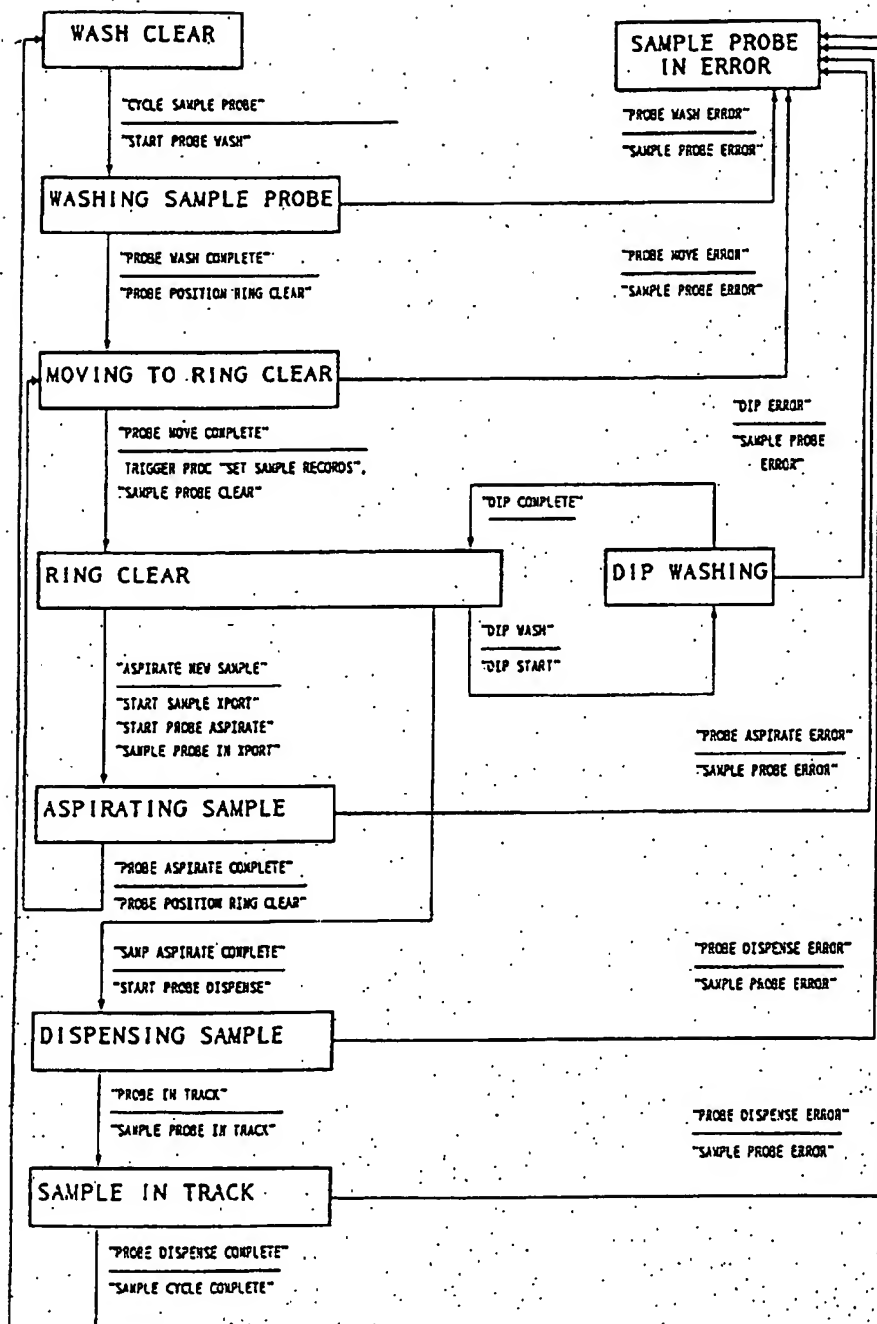 WASH CLEAR
SAMPLE PROBE
IN ERROR
"CYCLE SAMPLE PROBE"
"START PROBE WASH"
"PROBE WASH ERROR"
"SAMPLE PROBE ERROR"
WASHING SAMPLE PROBE
"PROBE WASH COMPLETE"
"PROBE POSITION RING CLEAR"
"PROBE MOVE ERROR"
"SAMPLE PROBE ERROR"
MOVING TO RING CLEAR
"PROBE MOVE COMPLETE"
TRIGGER PROC "SET SAMPLE RECORDS",
"SAMPLE PROBE CLEAR"
"DIP ERROR"
"SAMPLE PROBE
ERROR"
"DIP COMPLETE"
RING CLEAR
DIP WASHING
"DIP WASH"
"DIP START"
"ASPIRATE NEW SAMPLE"
"START SAMPLE XPORT"
"START PROBE ASPIRATE"
"SAMPLE PROBE IN XPORT"
"PROBE ASPIRATE ERROR"
"SAMPLE PROBE ERROR"
ASPIRATING SAMPLE
"PROBE ASPIRATE COMPLETE"
"PROBE POSITION RING CLEAR"
"SAMP ASPIRATE COMPLETE"
"START PROBE DISPENSE"
"PROBE DISPENSE ERROR"
"SAMPLE PROBE ERROR"
DISPENSING SAMPLE
"PROBE IN TRACK"
"SAMPLE PROBE IN TRACK"
"PROBE DISPENSE ERROR"
"SAMPLE PROBE ERROR"
SAMPLE IN TRACK
"PROBE DISPENSE COMPLETE"
"SAMPLE CYCLE COMPLETE"